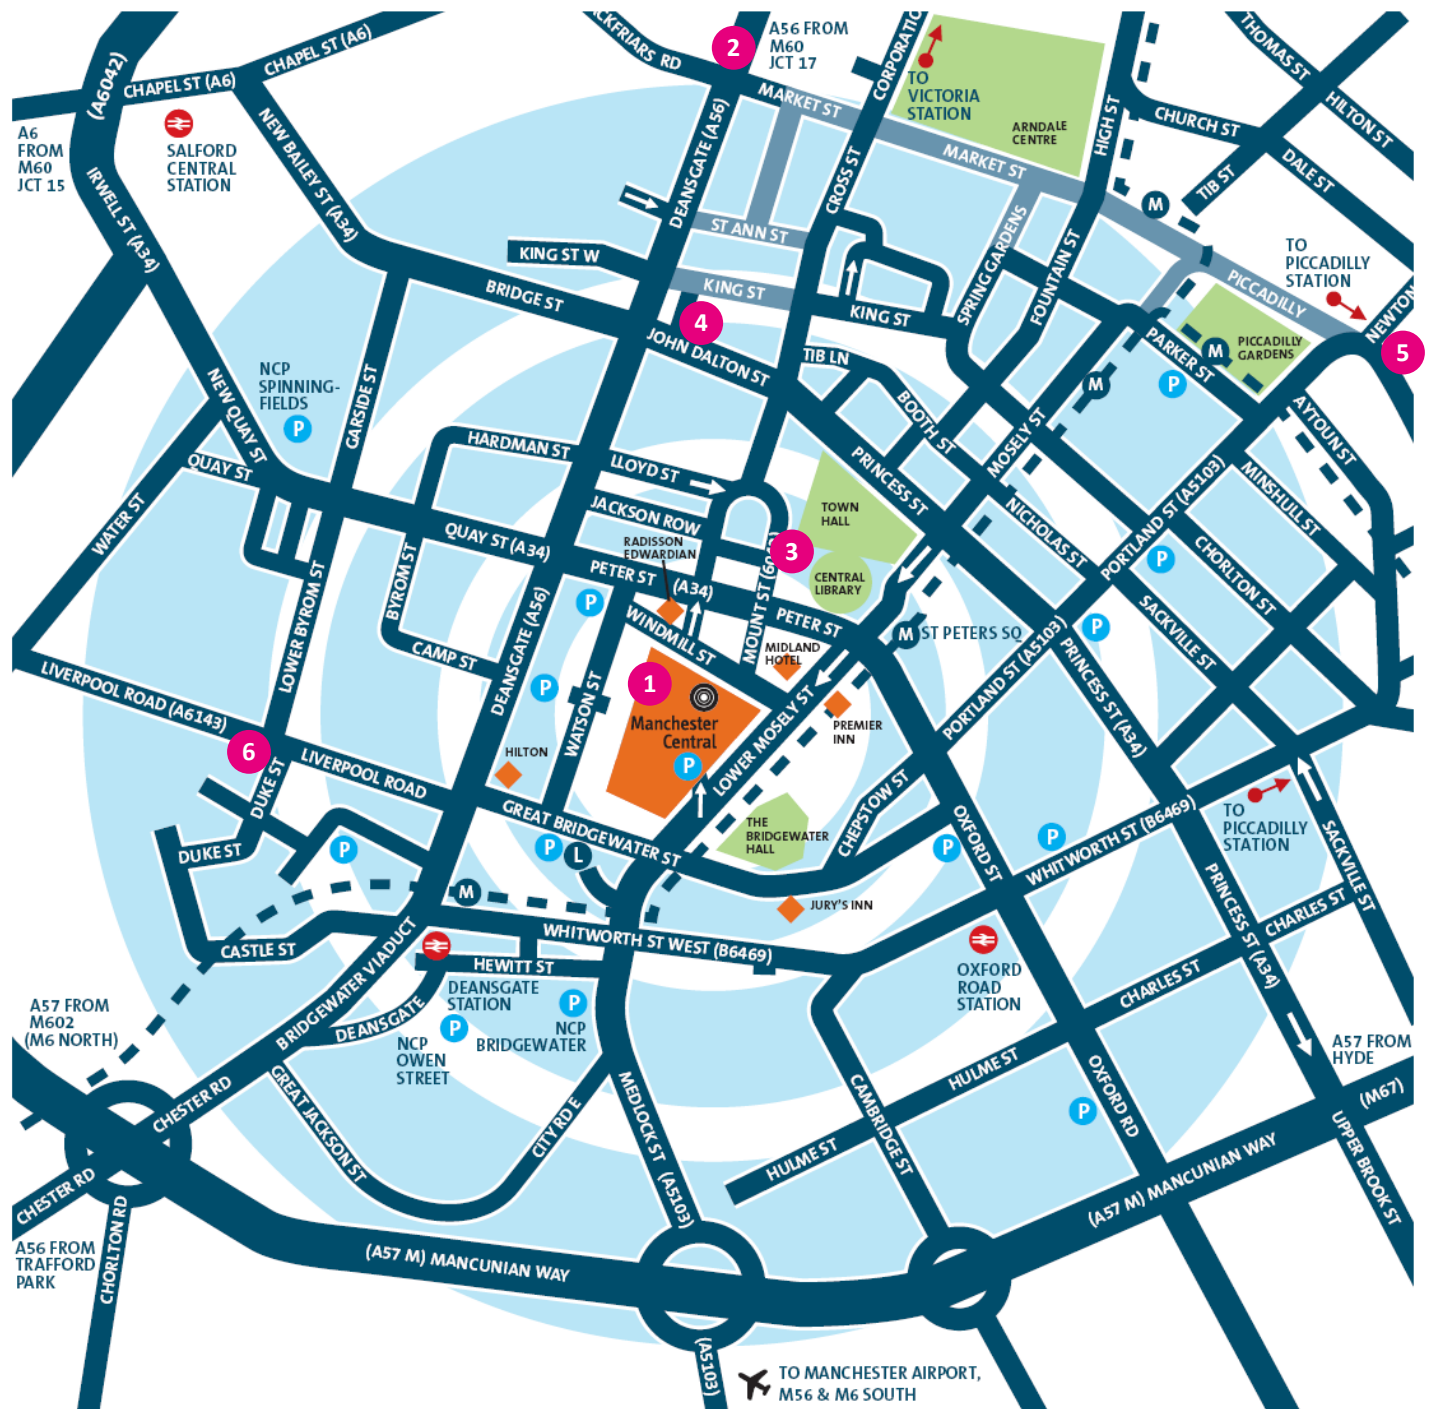 CKFRIARS RD
2
A56 FROM
M60
JCT 17
CORPORATIO
TO
VICTORIA
STATION
ARNDALE
CENTRE
HIGH ST
THOMAS ST
HILTON ST
CHURCH ST
DALE ST
TIB ST
(A6042)
CHAPEL ST (A6)
CHAPEL ST (A6)
A6
FROM
M60
JCT 15
SALFORD
CENTRAL
STATION
NEW BAILEY ST (A34)
IRWELL ST (A34)
MARKET ST
MARKET ST
DEANSGATE (A56)
CROSS ST
ST ANN ST
KING ST W
KING ST
KING ST
SPRING GARDENS
FOUNTAIN ST
M
TO
PICCADILLY
STATION
PICCADILLY
NEWTON
5
BRIDGE ST
4
JOHN DALTON ST
TIB LN
PARKER ST
M
PICCADILLY
GARDENS
P
M
NCP
SPINNING-
FIELDS
P
GARSIDE ST
NEW QUAY ST
QUAY ST
WATER ST
HARDMAN ST
LLOYD ST
JACKSON ROW
BOOTH ST
MOSELY ST
PRINCESS ST
AYTOUN ST
MINSHULL ST
PORTLAND ST (A5103)
NICHOLAS ST
CHORLTON ST
P
TOWN
HALL
3
CENTRAL
LIBRARY
QUAY ST (A34)
RADISSON
EDWARDIAN
PETER ST (A34)
PETER ST
P
WINDMILL ST
MOUNT ST
MIDLAND
HOTEL
M
ST PETERS SQ
P
SACKVILLE ST
BYROM ST
LOWER BYROM ST
CAMP ST
DEANSGATE (A56)
P
WATSON ST
1
Manchester
Central
P
LOWER MOSELY ST
PREMIER
INN
PORTLAND ST (A5103)
PRINCESS ST (A34)
LIVERPOOL ROAD (A6143)
6
LIVERPOOL ROAD
HILTON
DUKE ST
DUKE ST
P
GREAT BRIDGEWATER ST
P
L
THE
BRIDGEWATER
HALL
CHEPSTOW ST
OXFORD ST
P
P
WHITWORTH ST (B6469)
TO
PICCADILLY
STATION
SACKVILLE ST
PRINCESS ST (A34)
CHARLES ST
M
JURY'S INN
CASTLE ST
WHITWORTH ST WEST (B6469)
HEWITT ST
BRIDGEWATER VIADUCT
DEANSGATE
STATION
DEANSGATE
P
NCP
OWEN
STREET
P
NCP
BRIDGEWATER
OXFORD
ROAD
STATION
CHARLES ST
A57 FROM
M602
(M6 NORTH)
A57 FROM
HYDE
(M67)
CHESTER RD
GREAT JACKSON ST
CITY RD E
MEDLOCK ST (A5103)
CAMBRIDGE ST
HULME ST
HULME ST
OXFORD RD
P
UPPER BROOK ST
CHESTER RD
CHORLTON RD
A56 FROM
TRAFFORD
PARK
(A57 M) MANCUNIAN WAY
(A57 M) MANCUNIAN WAY
(A5103)
TO MANCHESTER AIRPORT,
M56 & M6 SOUTH